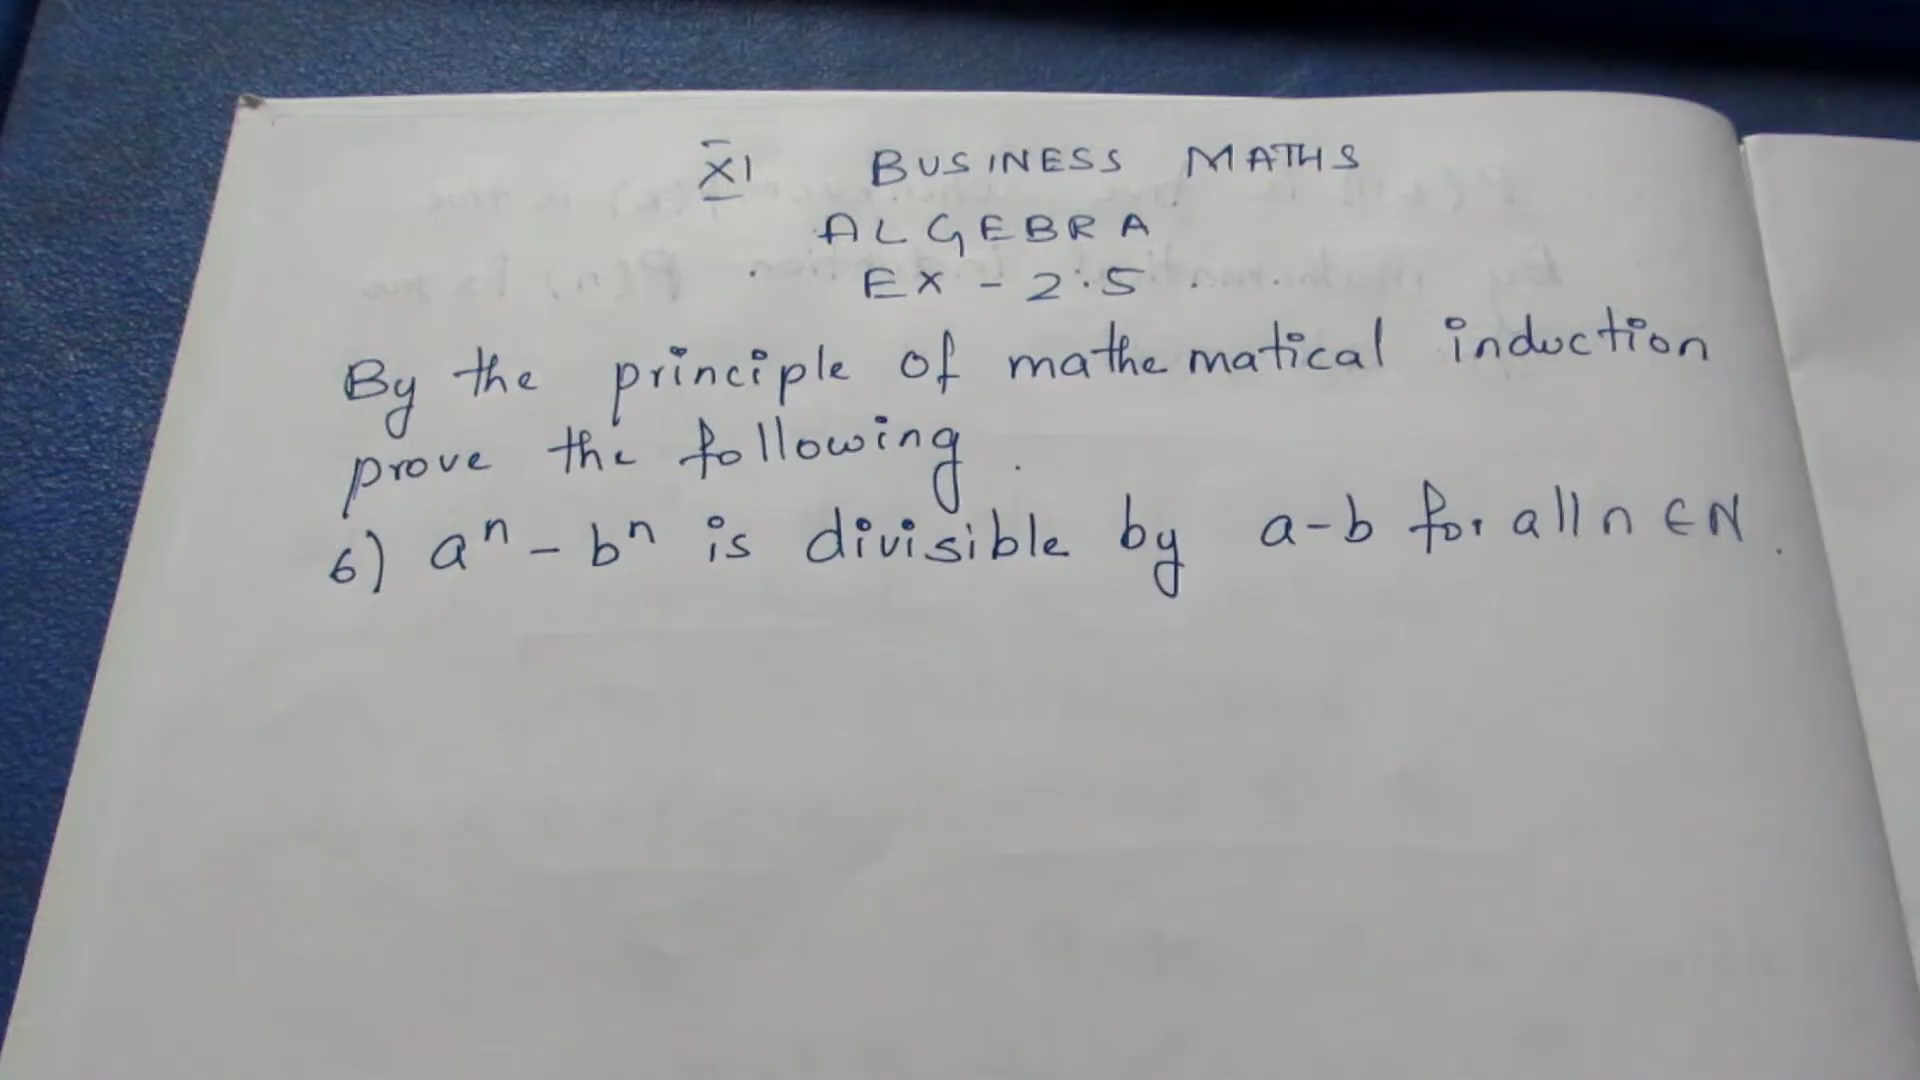 XI BUSINESS MATHS
ALGEBRA
EX - 2.5
By the principle of mathematical induction
prove the following.
6) aⁿ - bⁿ is divisible by a-b for all n ∈ N.